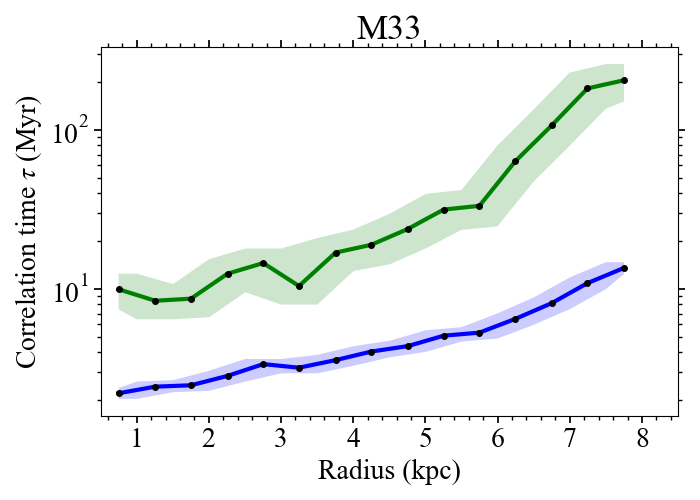 M33
Correlation time τ (Myr)
10²
10¹
1 2 3 4 5 6 7 8
Radius (kpc)